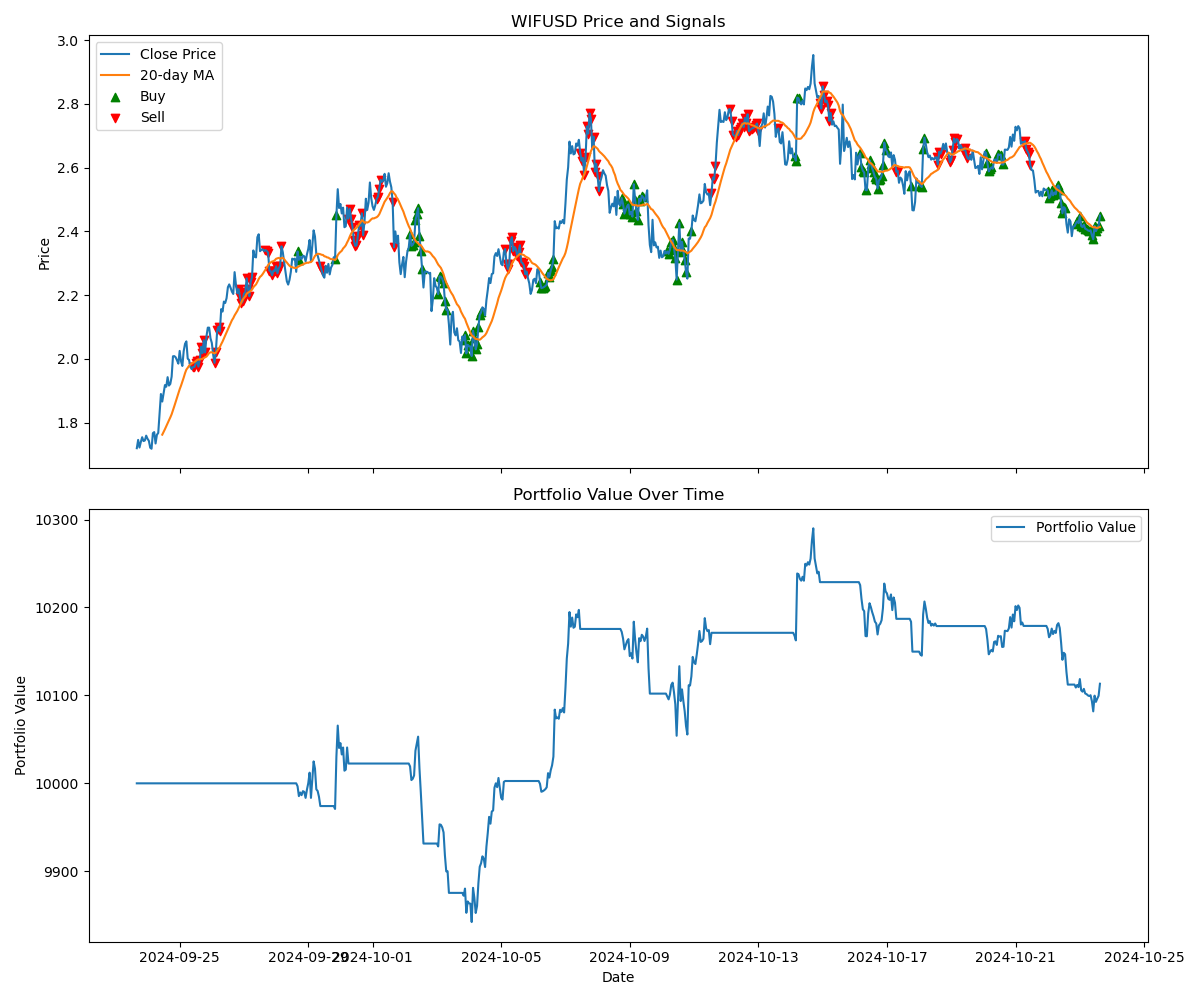 WIFUSD Price and Signals
3.0
2.8
2.6
2.4
2.2
2.0
1.8
Price
Close Price
20-day MA
Buy
Sell
Portfolio Value Over Time
10300
10200
10100
10000
9900
Portfolio Value
Portfolio Value
2024-09-25
2024-09-29
2024-10-01
2024-10-05
2024-10-09
2024-10-13
2024-10-17
2024-10-21
2024-10-25
Date